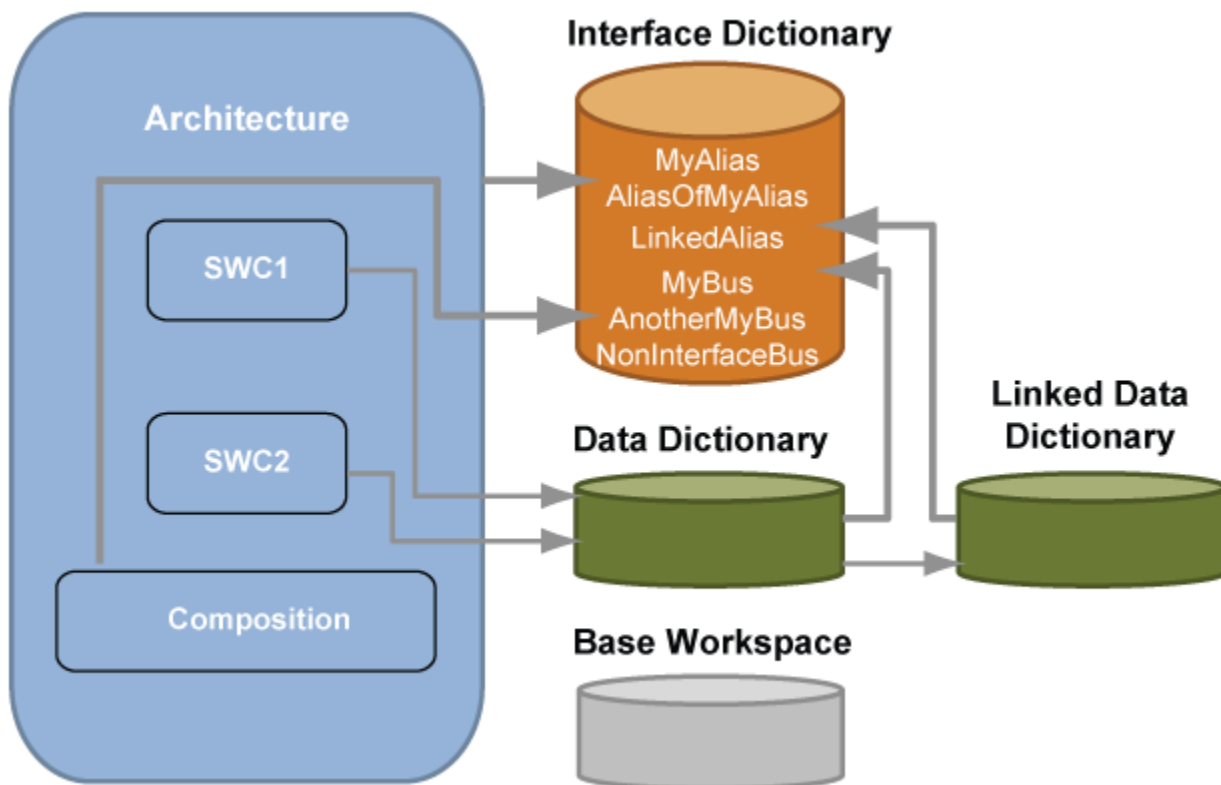 Interface Dictionary
Architecture
MyAlias
AliasOfMyAlias
LinkedAlias
MyBus
AnotherMyBus
NonInterfaceBus
SWC1
SWC2
Composition
Data Dictionary
Linked Data
Dictionary
Base Workspace